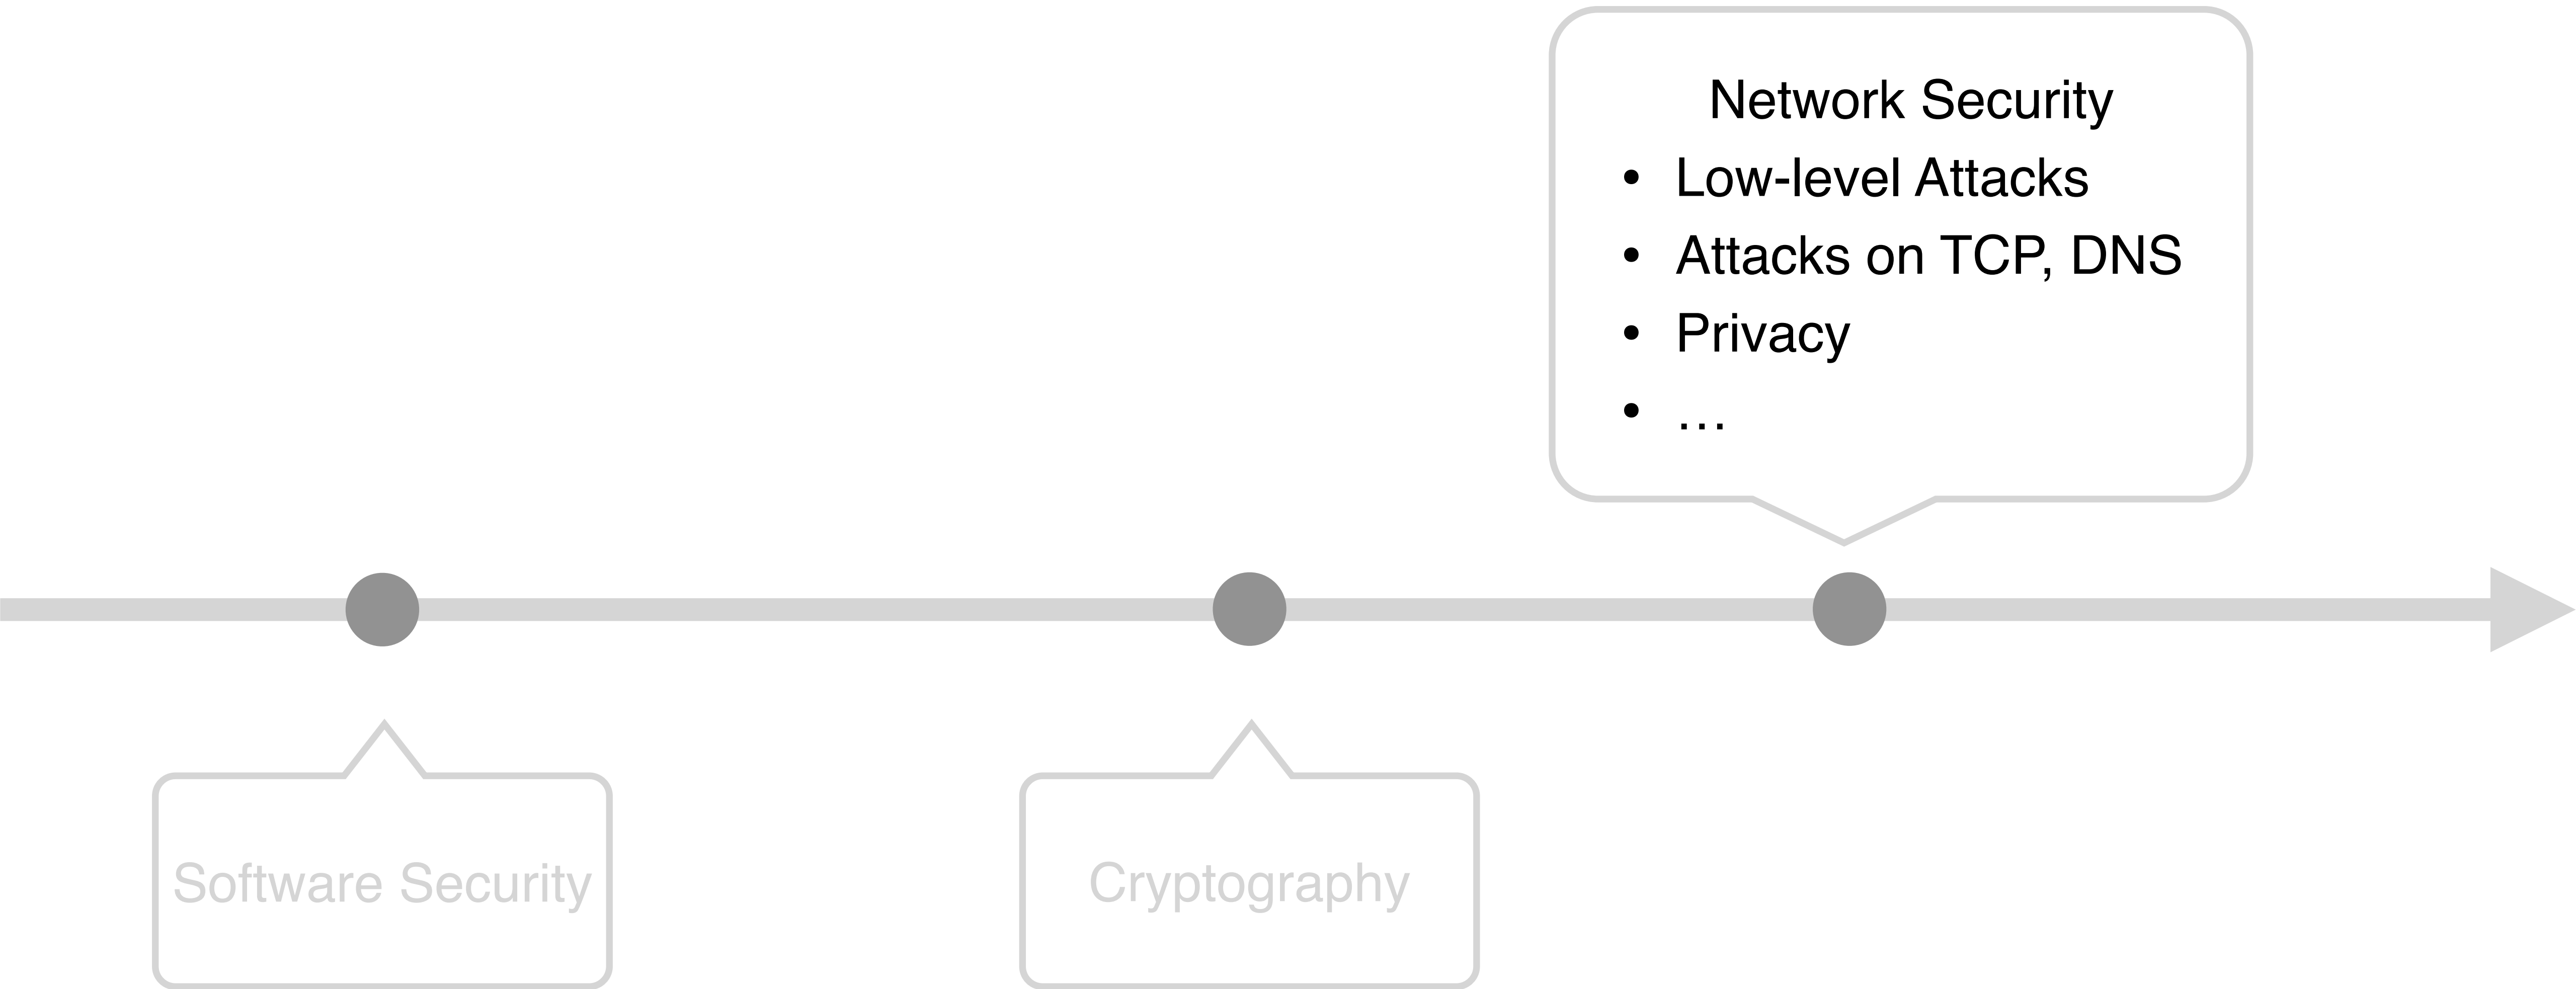 Network Security
• Low-level Attacks
• Attacks on TCP, DNS
• Privacy
• …
Software Security
Cryptography